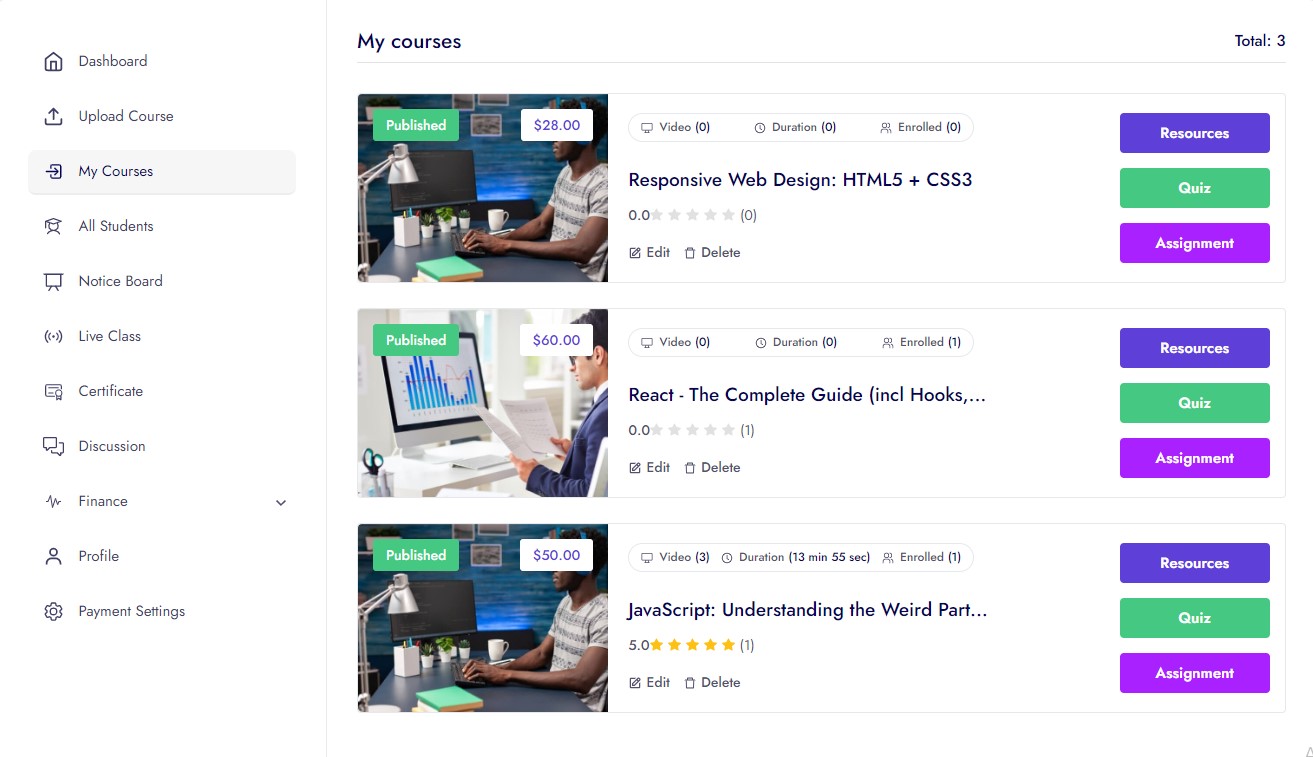 Dashboard
Upload Course
My Courses
All Students
Notice Board
Live Class
Certificate
Discussion
Finance
Profile
Payment Settings
My courses
Total: 3
Published
$28.00
Video (0) Duration (0) Enrolled (0)
Responsive Web Design: HTML5 + CSS3
0.0 (0)
Edit Delete
Resources
Quiz
Assignment
Published
$60.00
Video (0) Duration (0) Enrolled (1)
React - The Complete Guide (incl Hooks,...
0.0 (1)
Edit Delete
Resources
Quiz
Assignment
Published
$50.00
Video (3) Duration (13 min 55 sec) Enrolled (1)
JavaScript: Understanding the Weird Part...
5.0 (1)
Edit Delete
Resources
Quiz
Assignment